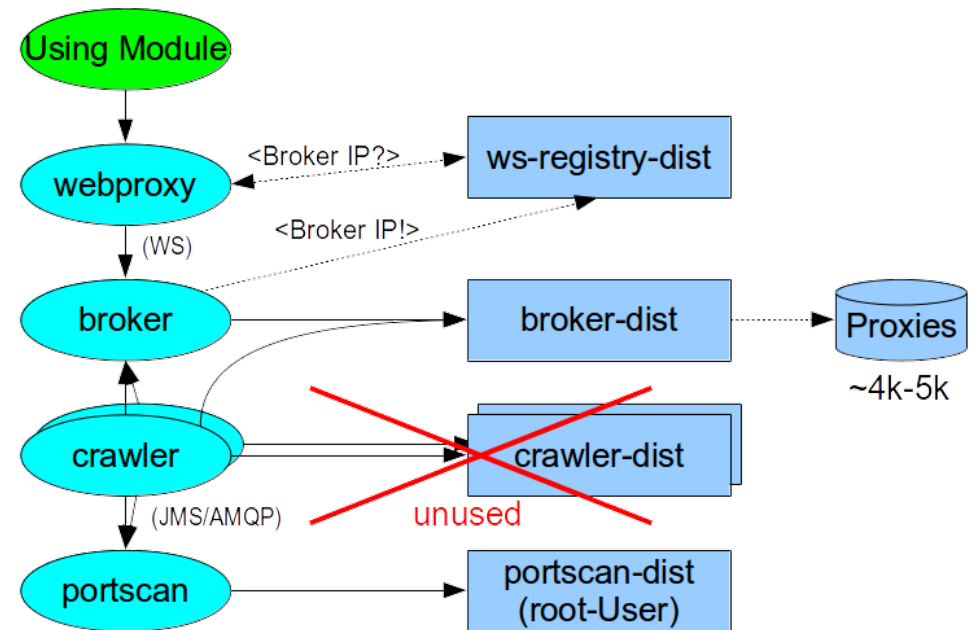 Using Module
<Broker IP?>
ws-registry-dist
webproxy
<Broker IP!>
(WS)
broker
broker-dist
Proxies
~4k-5k
crawler
crawler-dist
(JMS/AMQP)
unused
portscan
portscan-dist
(root-User)